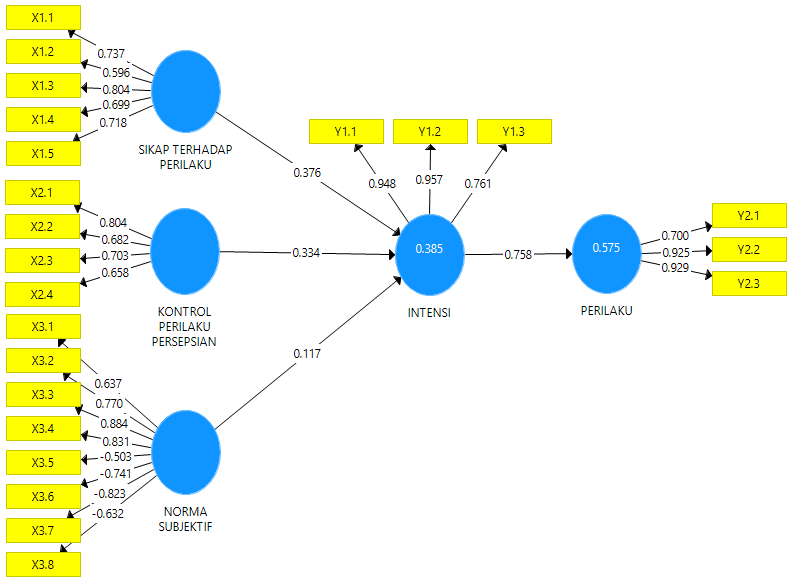 X1.1
X1.2
X1.3
X1.4
X1.5
0.737
0.596
0.804
0.699
0.718
SIKAP TERHADAP
PERILAKU
X2.1
X2.2
X2.3
X2.4
0.804
0.682
0.703
0.658
KONTROL
PERILAKU
PERSEPSIAN
X3.1
X3.2
X3.3
X3.4
X3.5
X3.6
X3.7
X3.8
0.637
0.770
0.884
0.831
-0.503
-0.741
-0.823
-0.632
NORMA
SUBJEKTIF
0.376
0.334
0.117
Y1.1
Y1.2
Y1.3
0.948
0.957
0.761
0.385
INTENSI
0.758
0.575
PERILAKU
0.700
0.925
0.929
Y2.1
Y2.2
Y2.3